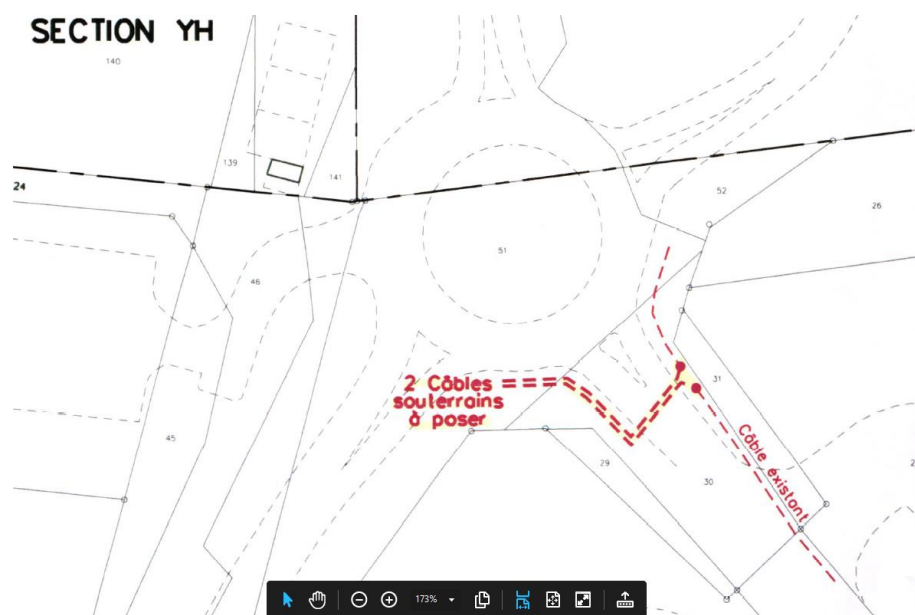 SECTION YH
140
139
141
24
52
26
51
46
2 Câbles
souterrains
à poser
31
Câble existant
45
29
30
2
173%